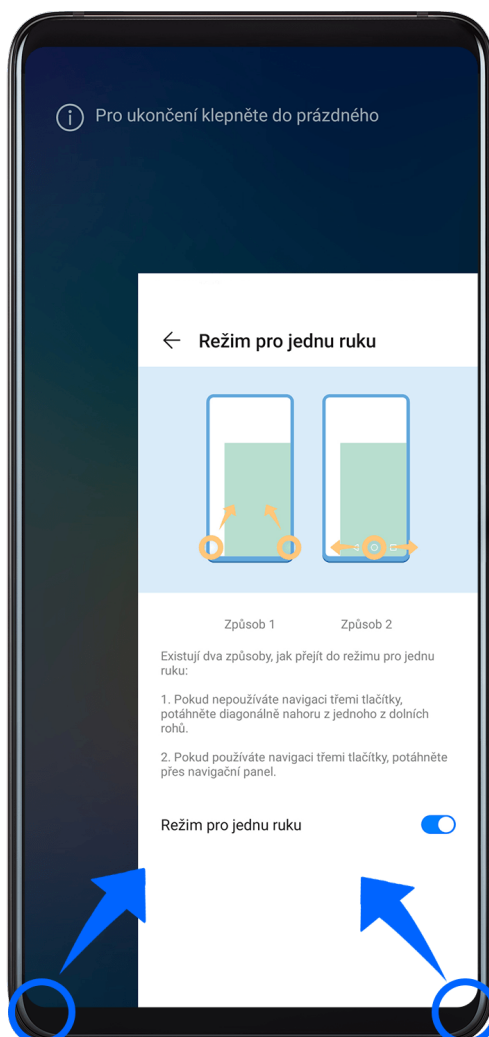 Pro ukončení klepněte do prázdného
Režim pro jednu ruku
Způsob 1
Způsob 2
Existují dva způsoby, jak přejít do režimu pro jednu
ruku:
1. Pokud nepoužíváte navigaci třemi tlačítky,
potáhněte diagonálně nahoru z jednoho z dolních
rohů.
2. Pokud používáte navigaci třemi tlačítky, potáhněte
přes navigační panel.
Režim pro jednu ruku